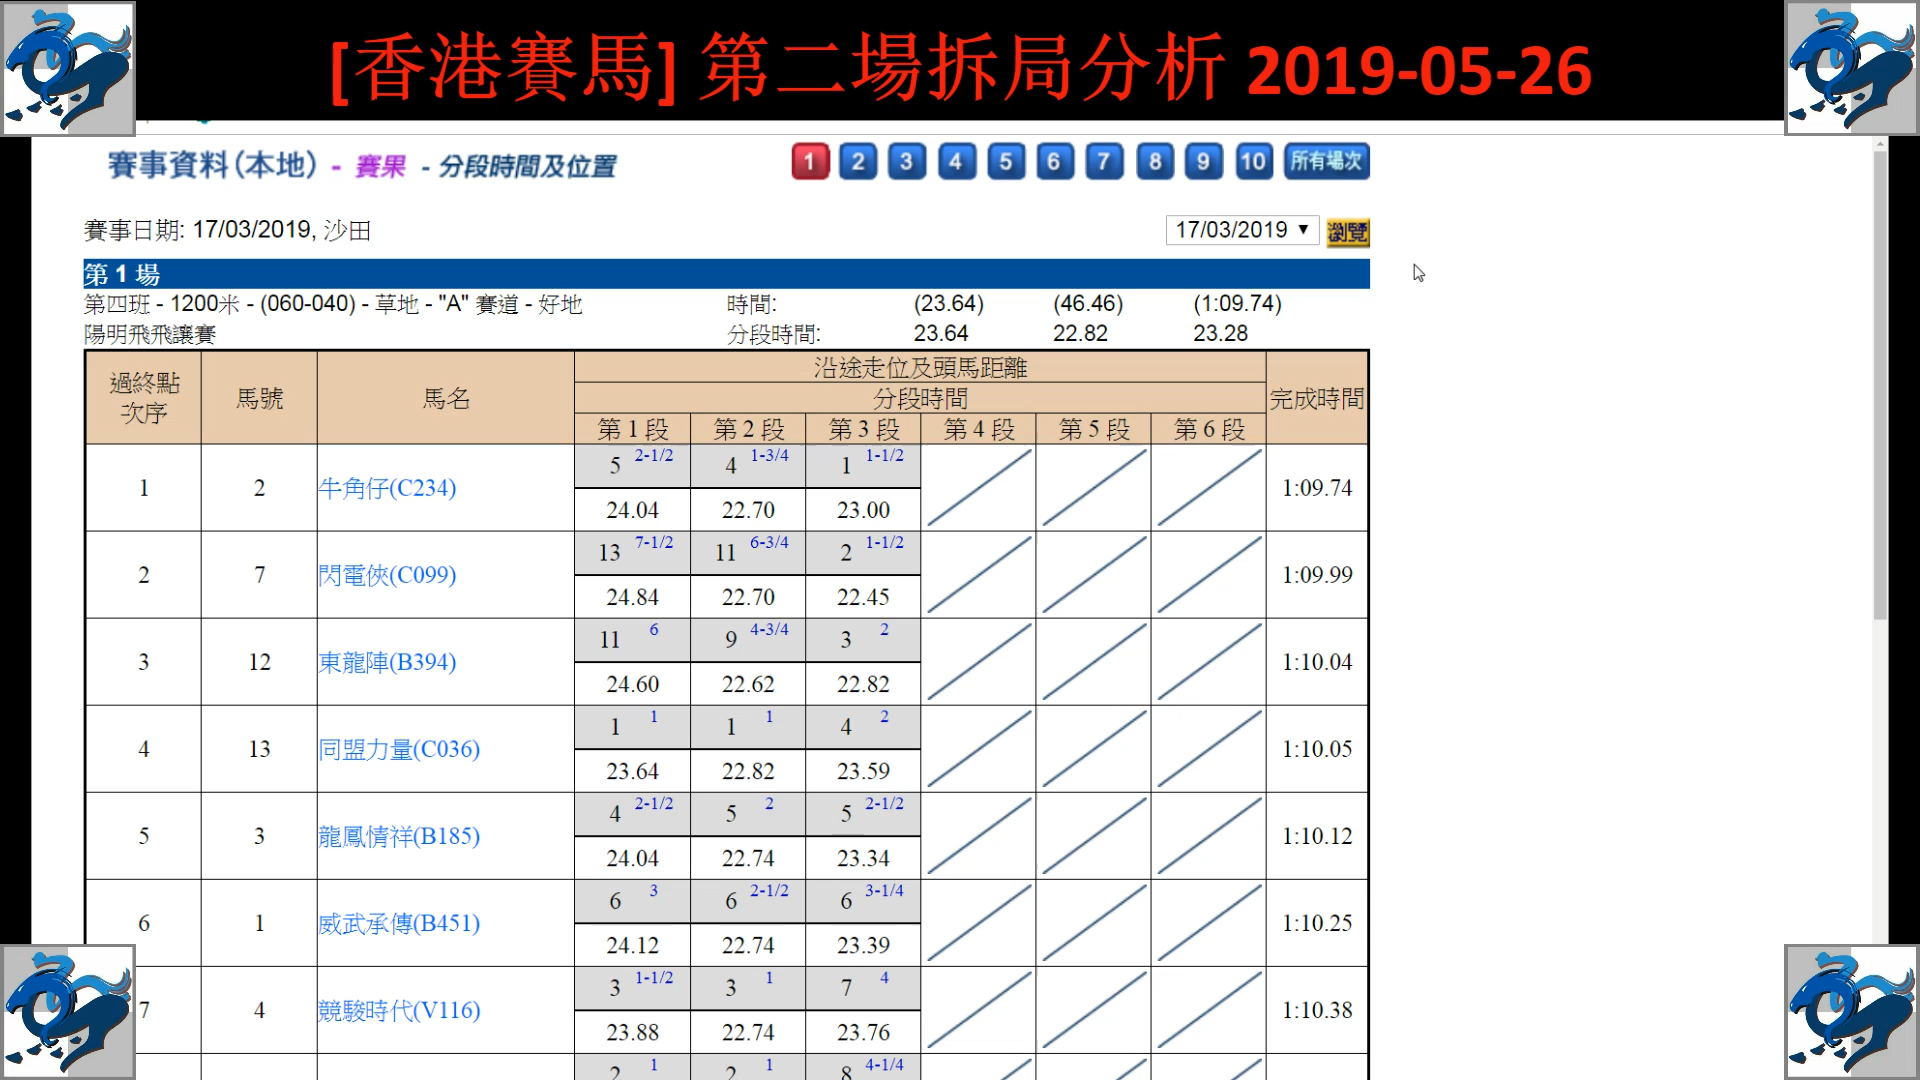 [香港賽馬] 第二場拆局分析 2019-05-26
賽事資料(本地) - 賽果 - 分段時間及位置
1 2 3 4 5 6 7 8 9 10 所有場次
賽事日期: 17/03/2019, 沙田
17/03/2019 瀏覽
第 1 場
第四班 - 1200米 - (060-040) - 草地 - "A" 賽道 - 好地 時間: (23.64) (46.46) (1:09.74)
陽明飛飛讓賽 分段時間: 23.64 22.82 23.28
過終點次序 馬號 馬名 沿途走位及頭馬距離 完成時間
分段時間
第 1 段 第 2 段 第 3 段 第 4 段 第 5 段 第 6 段
1 2 牛角仔(C234) 5 2-1/2 4 1-3/4 1 1-1/2 1:09.74
24.04 22.70 23.00
2 7 閃電俠(C099) 13 7-1/2 11 6-3/4 2 1-1/2 1:09.99
24.84 22.70 22.45
3 12 東龍陣(B394) 11 6 9 4-3/4 3 2 1:10.04
24.60 22.62 22.82
4 13 同盟力量(C036) 1 1 1 1 4 2 1:10.05
23.64 22.82 23.59
5 3 龍鳳情祥(B185) 4 2-1/2 5 2 5 2-1/2 1:10.12
24.04 22.74 23.34
6 1 威武承傳(B451) 6 3 6 2-1/2 6 3-1/4 1:10.25
24.12 22.74 23.39
7 4 競駿時代(V116) 3 1-1/2 3 1 7 4 1:10.38
23.88 22.74 23.76
2 1 2 1 8 4-1/4